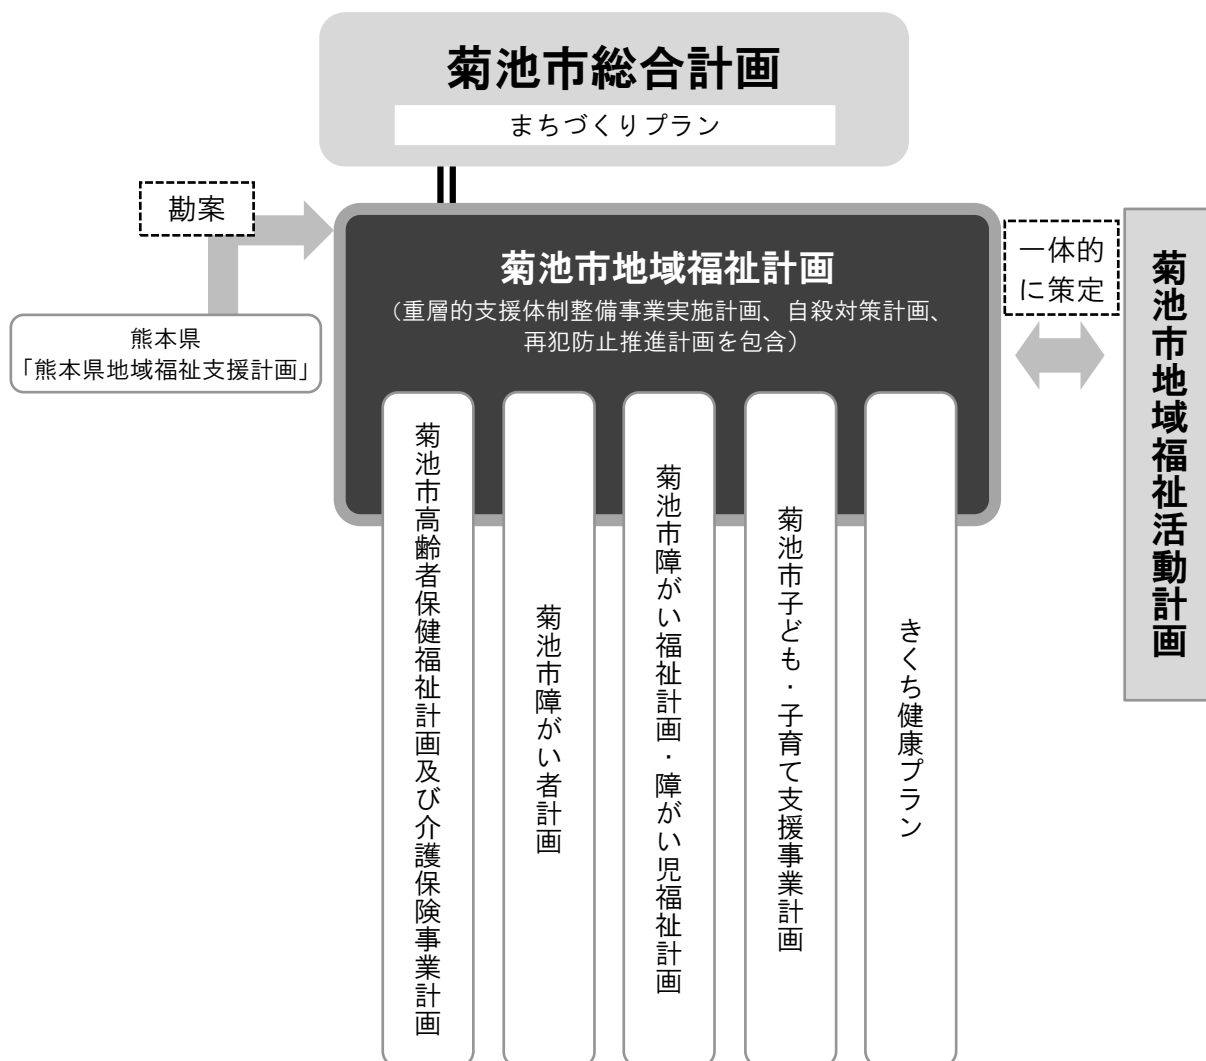 菊池市総合計画
まちづくりプラン
勘案
熊本県
「熊本県地域福祉支援計画」
菊池市地域福祉計画
（重層的支援体制整備事業実施計画、自殺対策計画、
再犯防止推進計画を包含）
一体的
に策定
菊池市地域福祉活動計画
菊池市高齢者保健福祉計画及び介護保険事業計画
菊池市障がい者計画
菊池市障がい福祉計画・障がい児福祉計画
菊池市子ども・子育て支援事業計画
きくち健康プラン